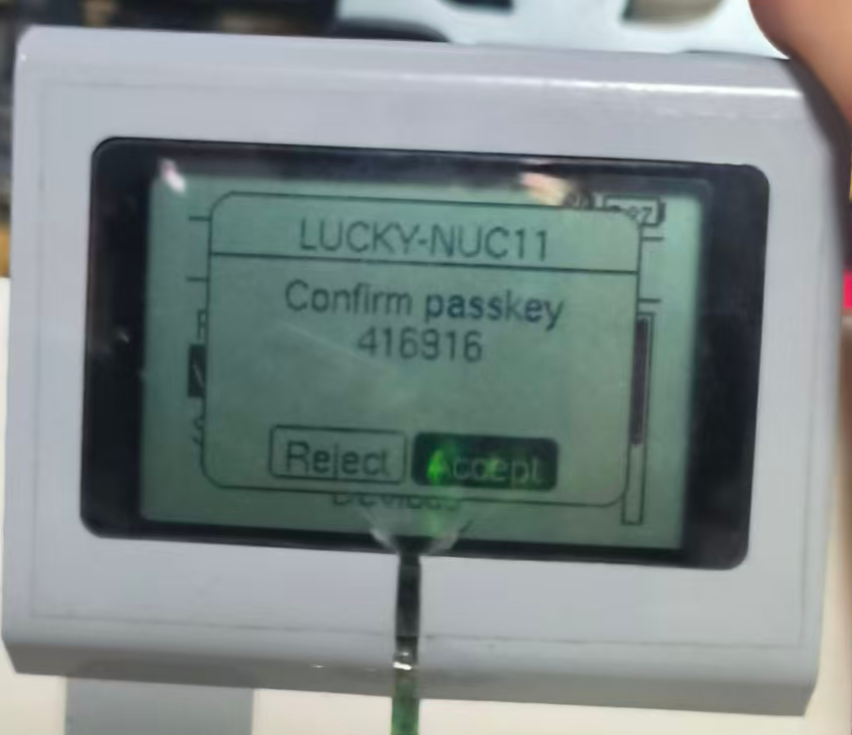 LUCKY-NUC11
Confirm passkey
416916
Reject
Accept